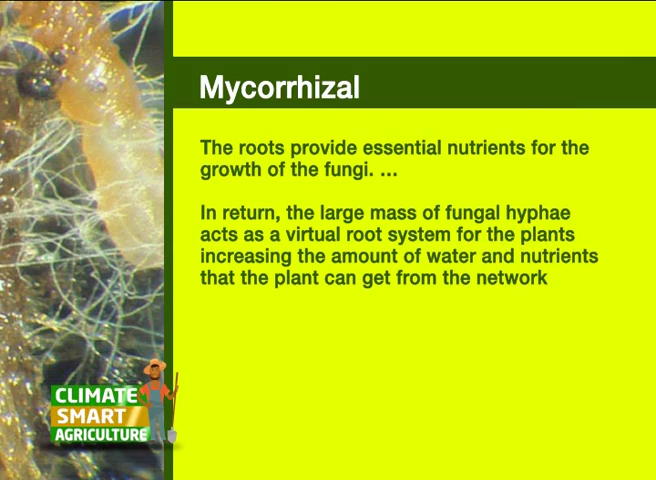 Mycorrhizal
The roots provide essential nutrients for the
growth of the fungi. ...
In return, the large mass of fungal hyphae
acts as a virtual root system for the plants
increasing the amount of water and nutrients
that the plant can get from the network
CLIMATE
SMART
AGRICULTURE